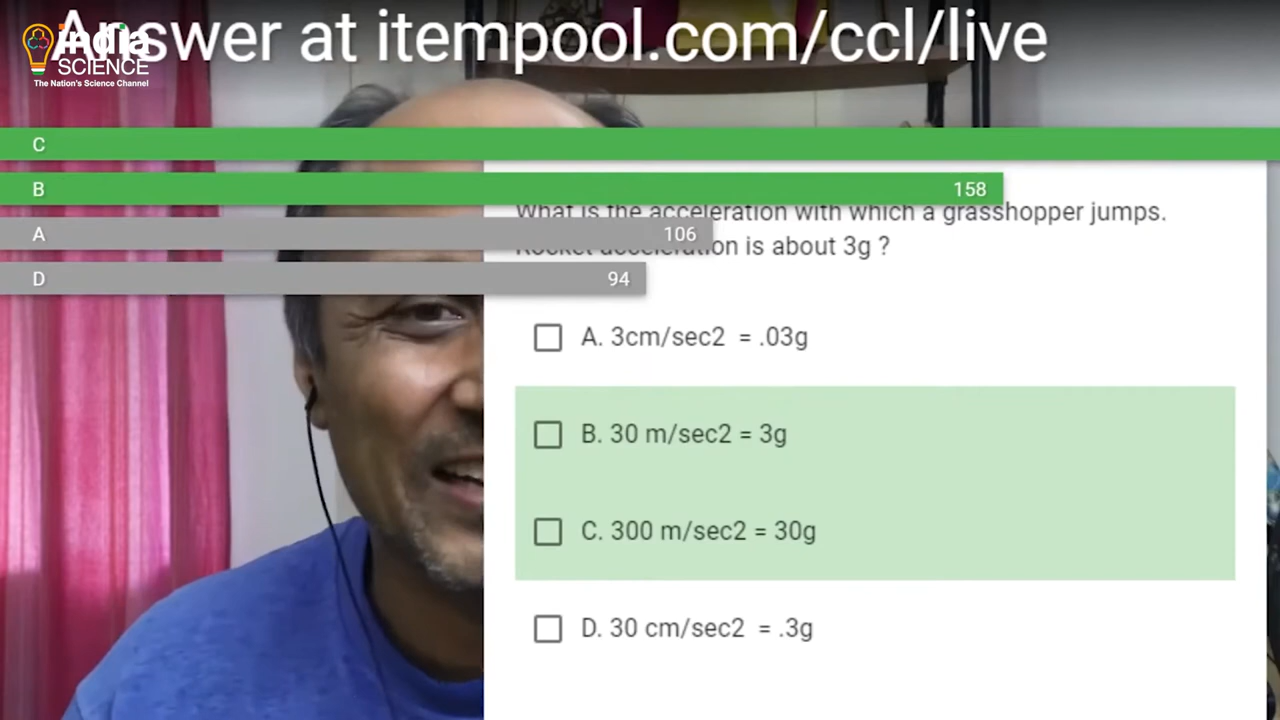 Answer at itempool.com/ccl/live
india
SCIENCE
The Nation's Science Channel
C
B 158
What is the acceleration with which a grasshopper jumps.
A 106
Rocket acceleration is about 3g ?
D 94
A. 3cm/sec2 = .03g
B. 30 m/sec2 = 3g
C. 300 m/sec2 = 30g
D. 30 cm/sec2 = .3g